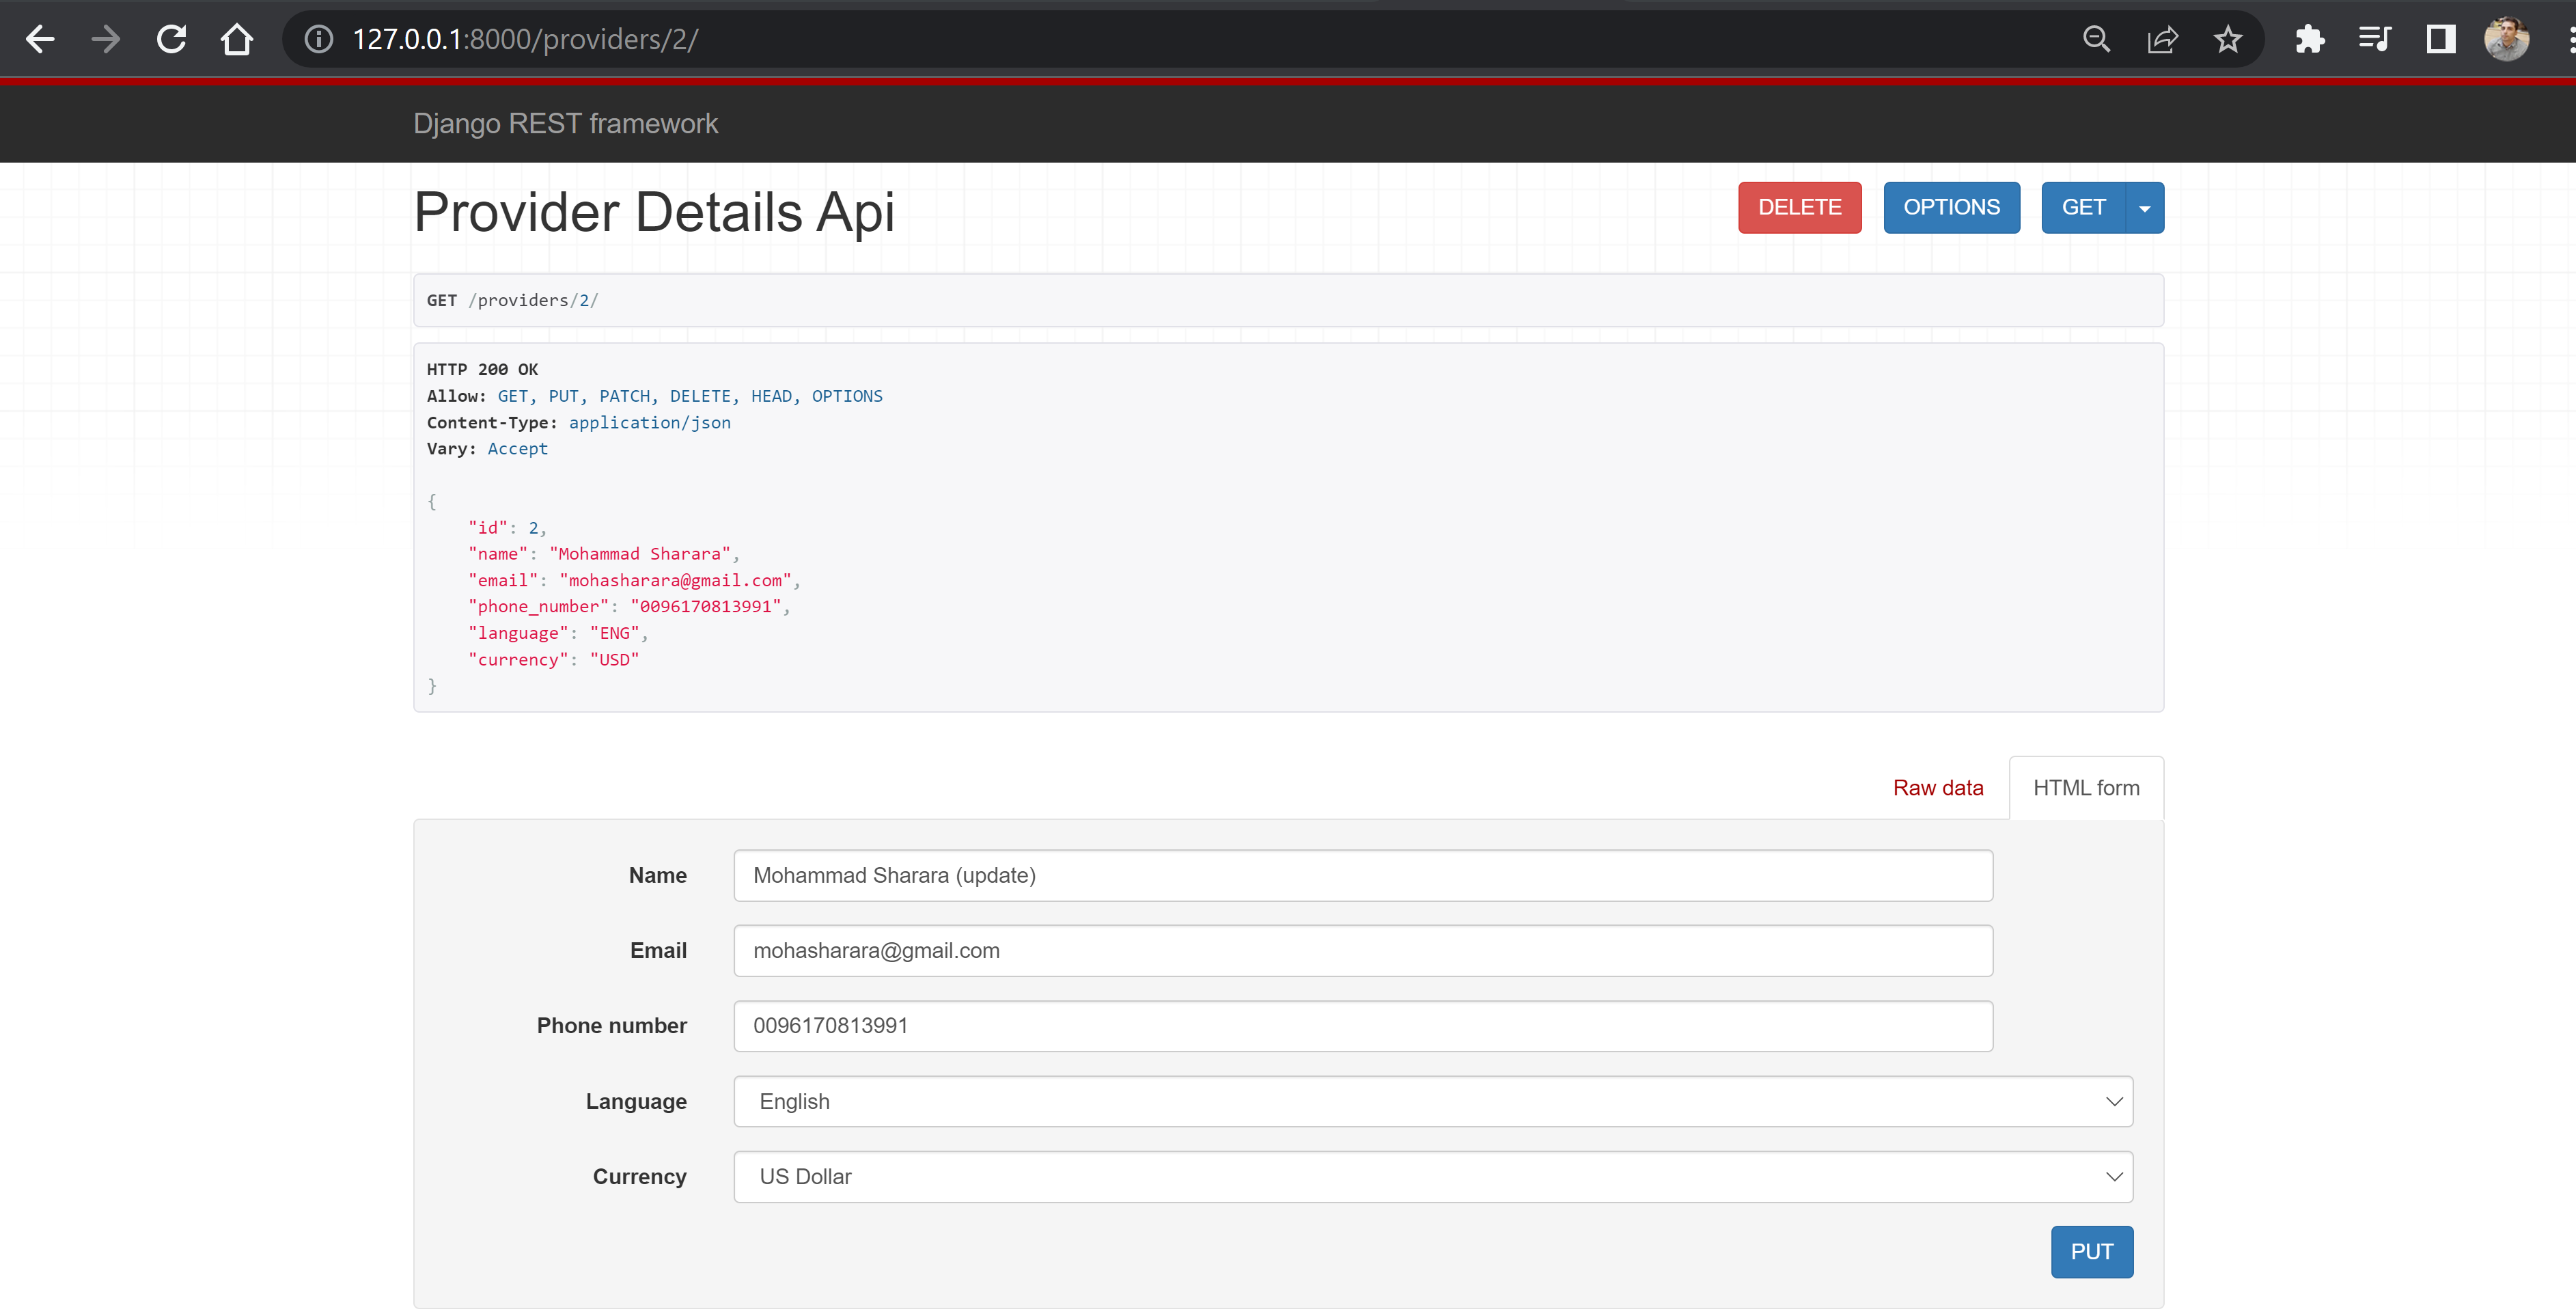 127.0.0.1:8000/providers/2/
Django REST framework
Provider Details Api
DELETE
OPTIONS
GET
GET /providers/2/
HTTP 200 OK
Allow: GET, PUT, PATCH, DELETE, HEAD, OPTIONS
Content-Type: application/json
Vary: Accept
{
    "id": 2,
    "name": "Mohammad Sharara",
    "email": "mohasharara@gmail.com",
    "phone_number": "0096170813991",
    "language": "ENG",
    "currency": "USD"
}
Raw data
HTML form
Name
Mohammad Sharara (update)
Email
mohasharara@gmail.com
Phone number
0096170813991
Language
English
Currency
US Dollar
PUT